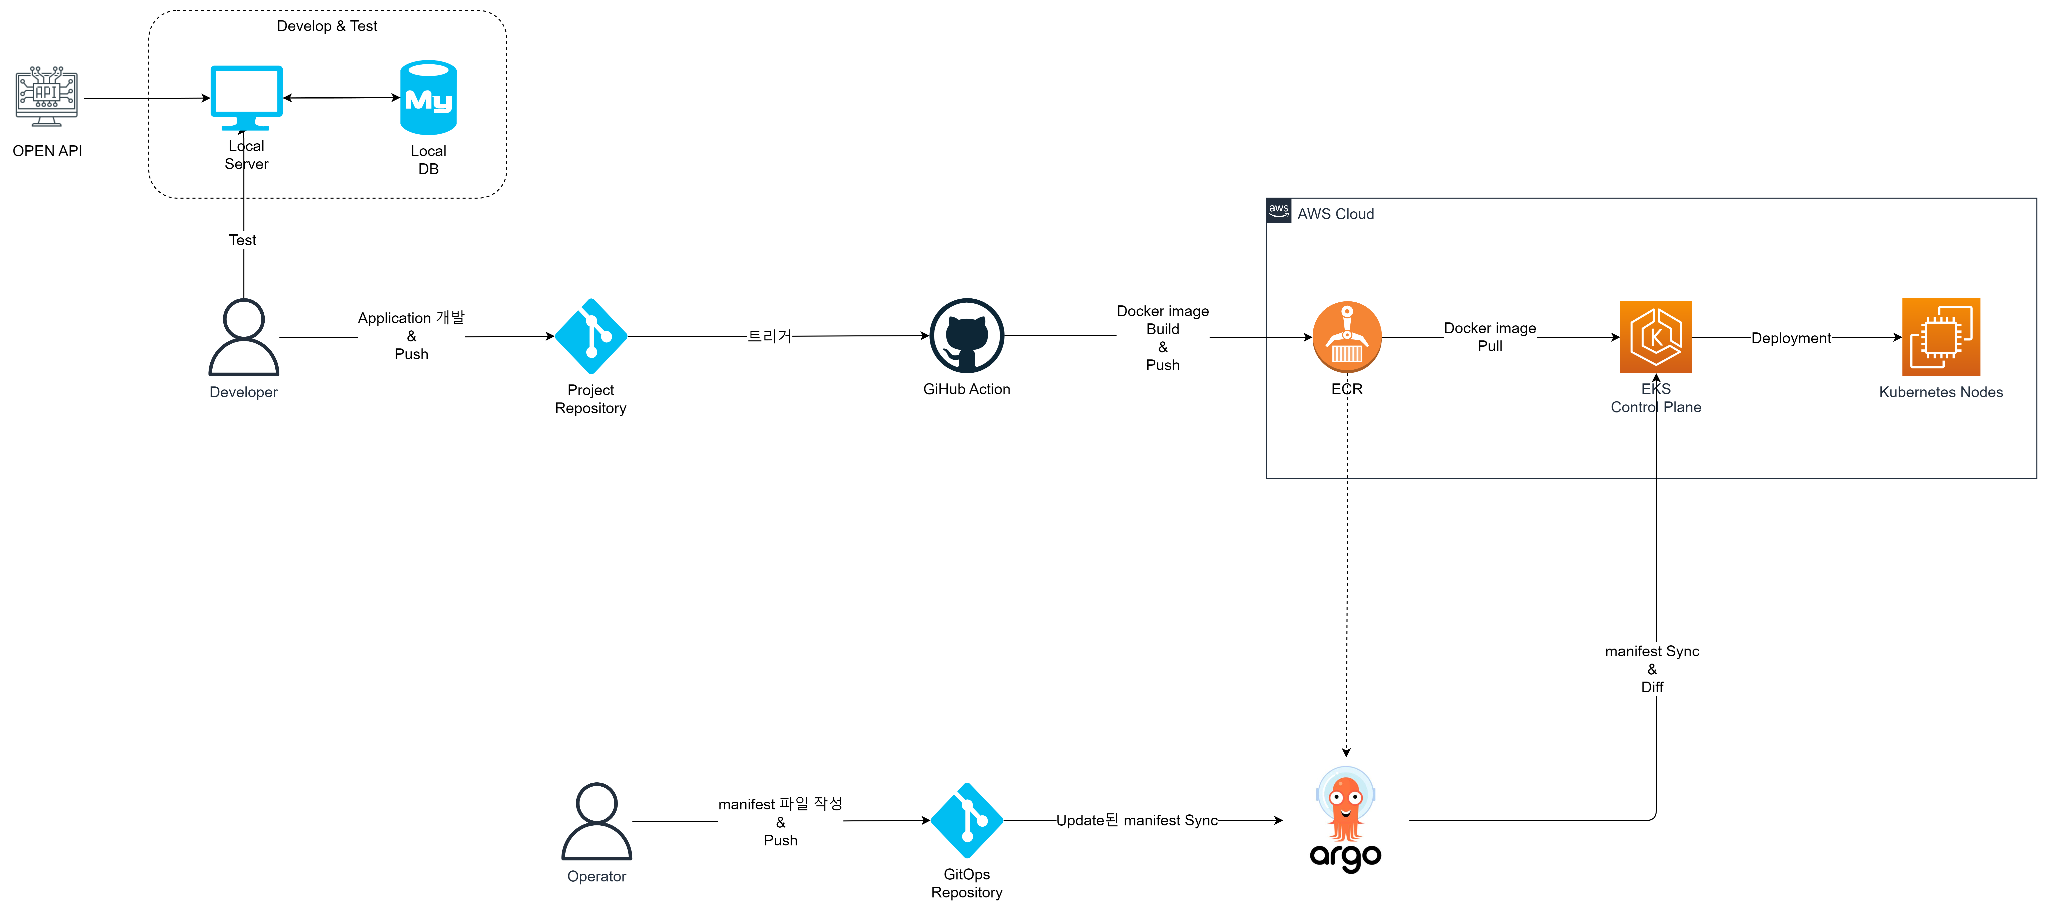 Develop & Test
API
My
OPEN API
Local
Server
Local
DB
aws
AWS Cloud
Test
Application 개발
&
Push
트리거
Docker image
Build
&
Push
Docker image
Pull
K
Deployment
Developer
Project
Repository
GiHub Action
ECR
EKS
Control Plane
Kubernetes Nodes
manifest Sync
&
Diff
manifest 파일 작성
&
Push
Update된 manifest Sync
argo
Operator
GitOps
Repository